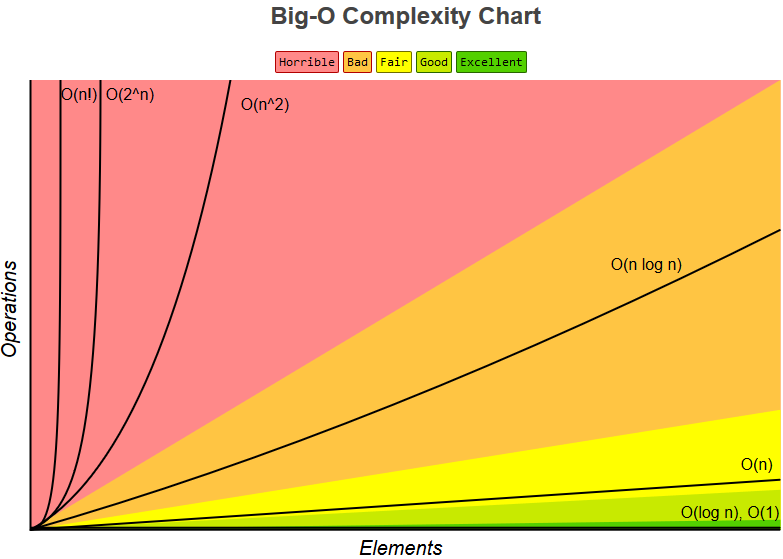 Big-O Complexity Chart
Horrible Bad Fair Good Excellent
O(n!) O(2^n)
O(n^2)
O(n log n)
Operations
O(n)
O(log n), O(1)
Elements